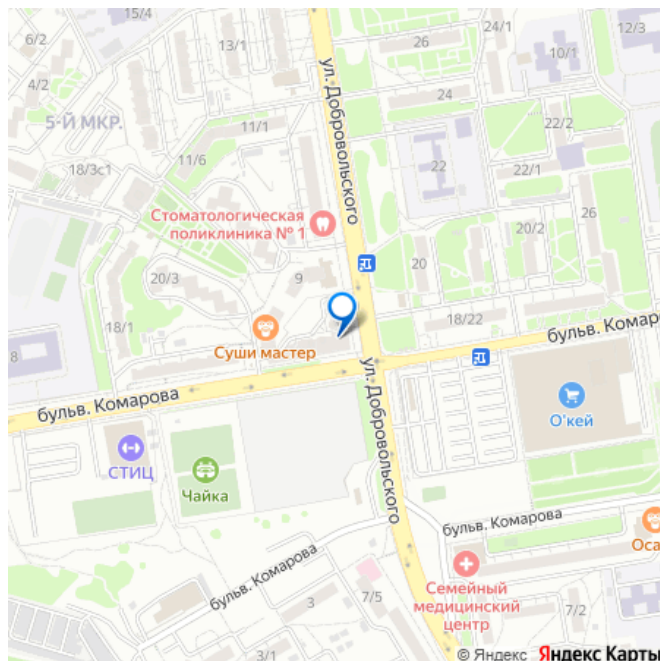 15/4
6/2
13/1
26
12/3
10/1
4/2
24
ул. Добровольского
5-Й МКР.
11/1
22/2
11/6
18/3с1
22
22/1
Стоматологическая
поликлиника № 1
20/2
26
20/3
9
20
18/1
Суши мастер
18/22
бульв. Комаро
8
бульв. Комарова
ул. Добровольского
О'кей
СТИЦ
Чайка
бульв. Комарова
Оса
бульв. Комарова
Семейный
медицинский
центр
7/5
3
7/2
3/1
© Яндекс Яндекс Карты